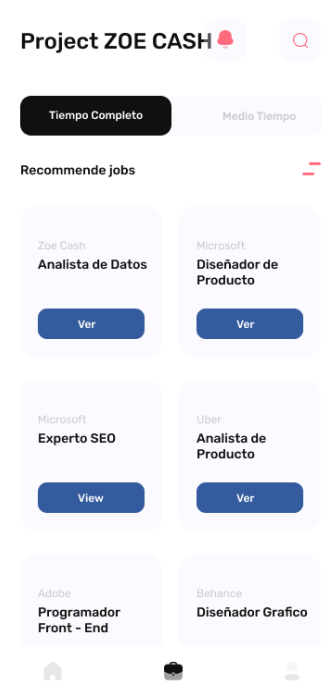 Project ZOE CASH
Tiempo Completo
Medio Tiempo
Recommende jobs
Zoe Cash
Analista de Datos
Ver
Microsoft
Diseñador de
Producto
Ver
Microsoft
Experto SEO
View
Uber
Analista de
Producto
Ver
Adobe
Programador
Front - End
Behance
Diseñador Grafico